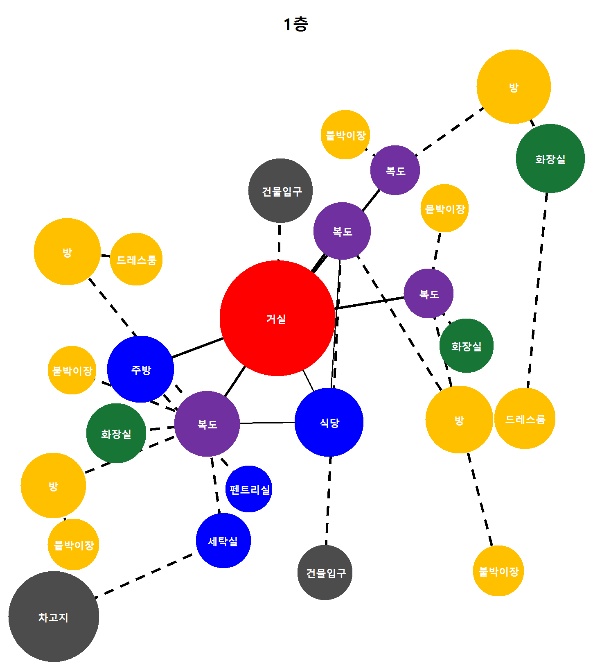 1층
방
붙박이장
화장실
복도
건물입구
붙박이장
복도
방
드레스룸
복도
거실
화장실
붙박이장
주방
복도
식당
방
드레스룸
화장실
방
펜트리실
붙박이장
세탁실
건물입구
붙박이장
차고지